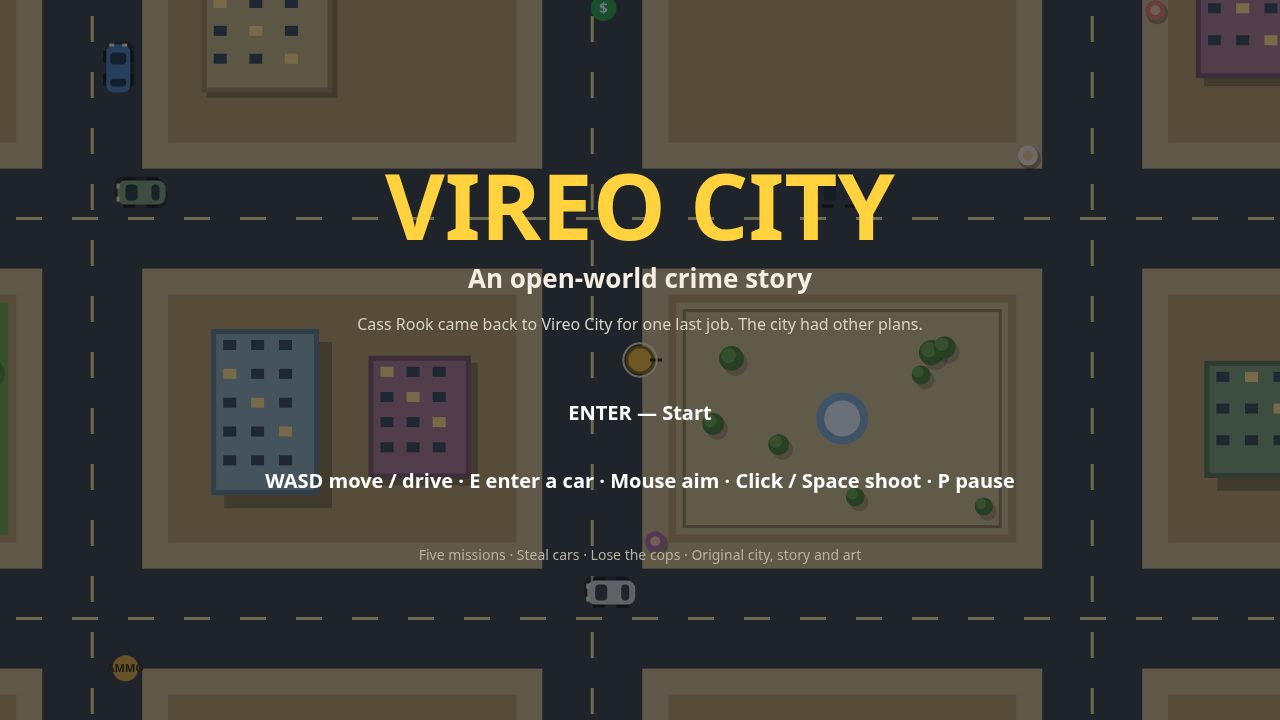 $
VIREO CITY
An open-world crime story
Cass Rook came back to Vireo City for one last job. The city had other plans.
ENTER — Start
WASD move / drive · E enter a car · Mouse aim · Click / Space shoot · P pause
Five missions · Steal cars · Lose the cops · Original city, story and art
AMMO